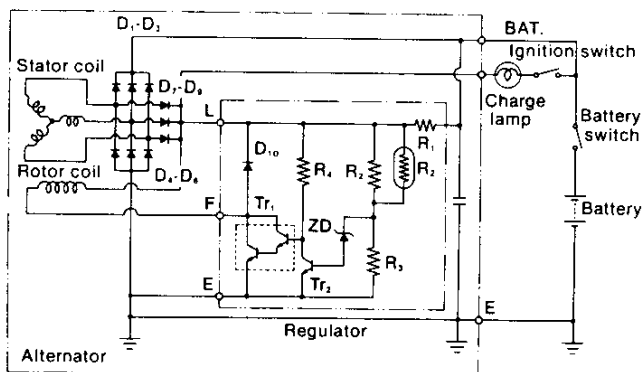 D1-D3
BAT.
Ignition switch
Stator coil
D7-D9
L
Charge lamp
Battery switch
R1
D10
R4
R2
R2
Rotor coil
D4-D6
F
Tr1
ZD
Battery
R3
E
Tr2
E
Regulator
Alternator